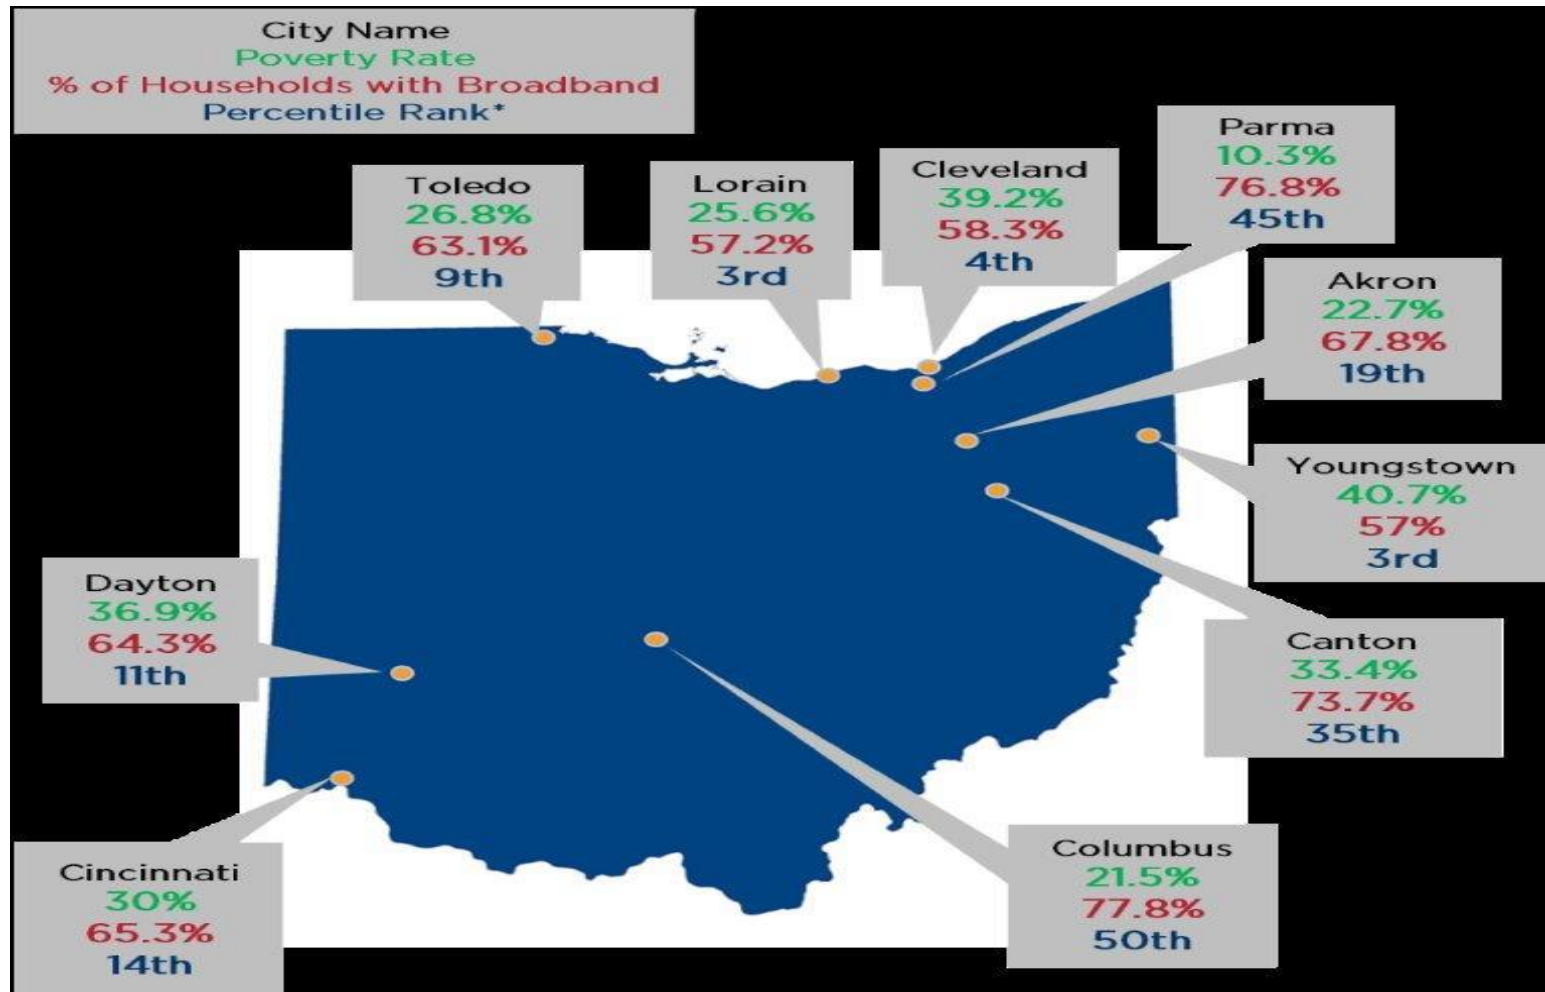 City Name
Poverty Rate
% of Households with Broadband
Percentile Rank*
Parma
10.3%
76.8%
45th
Cleveland
39.2%
58.3%
4th
Lorain
25.6%
57.2%
3rd
Toledo
26.8%
63.1%
9th
Akron
22.7%
67.8%
19th
Youngstown
40.7%
57%
3rd
Dayton
36.9%
64.3%
11th
Canton
33.4%
73.7%
35th
Columbus
21.5%
77.8%
50th
Cincinnati
30%
65.3%
14th